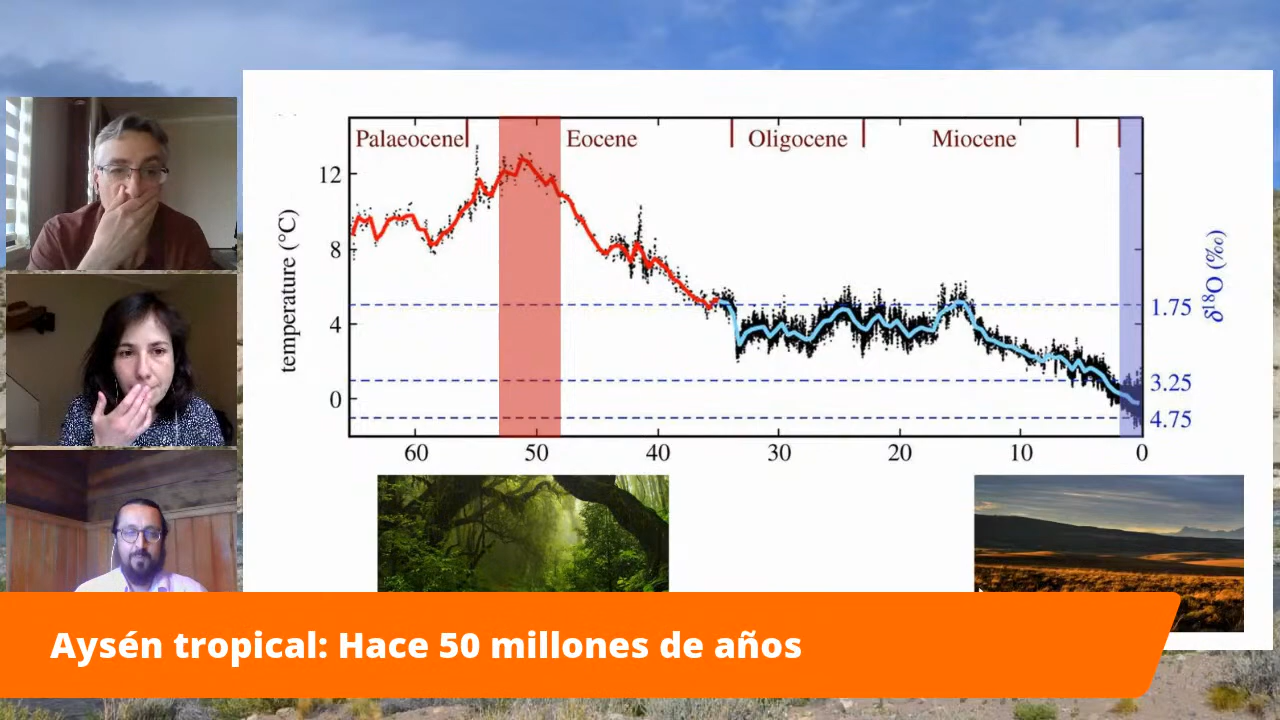 Palaeocene
Eocene
Oligocene
Miocene
temperature (°C)
12
8
4
0
60
50
40
30
20
10
0
1.75
3.25
4.75
δ¹⁸O (‰)
Aysén tropical: Hace 50 millones de años